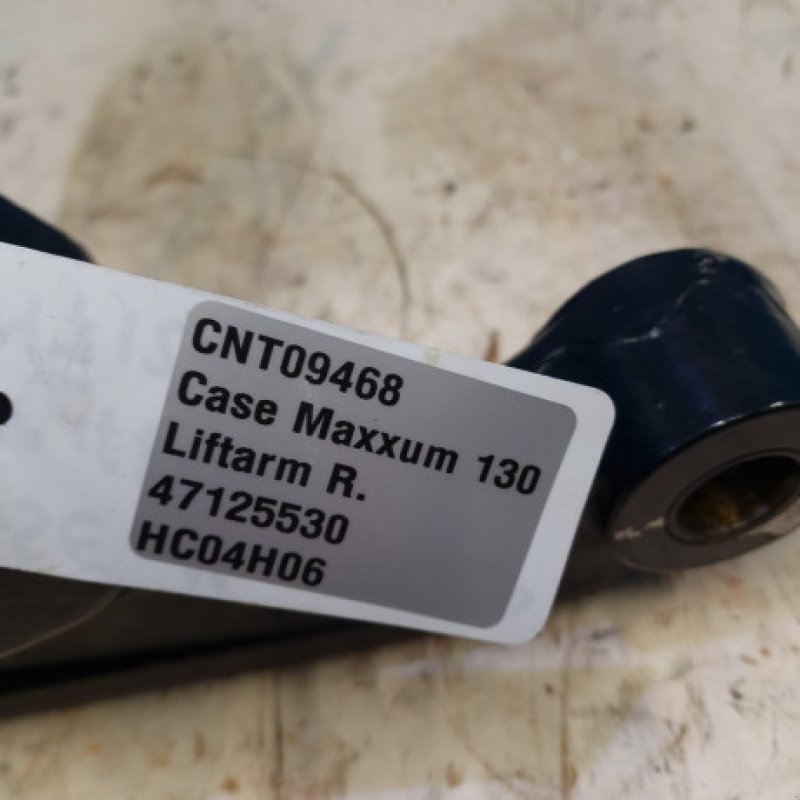 CNT09468
Case Maxxum 130
Liftarm R.
47125530
HC04H06